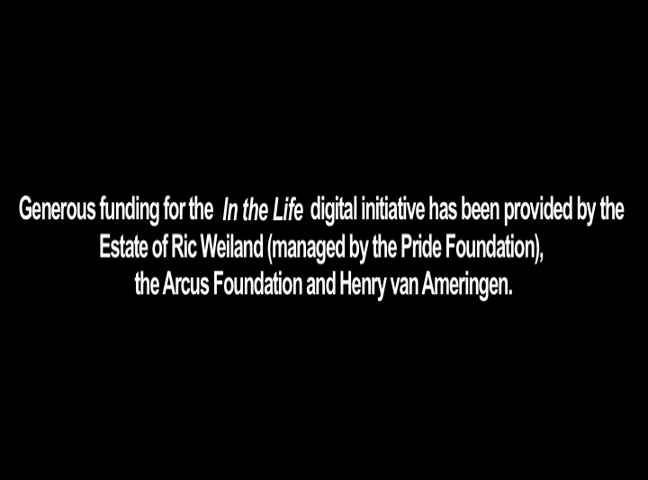 Generous funding for the In the Life digital initiative has been provided by the
Estate of Ric Weiland (managed by the Pride Foundation),
the Arcus Foundation and Henry van Ameringen.